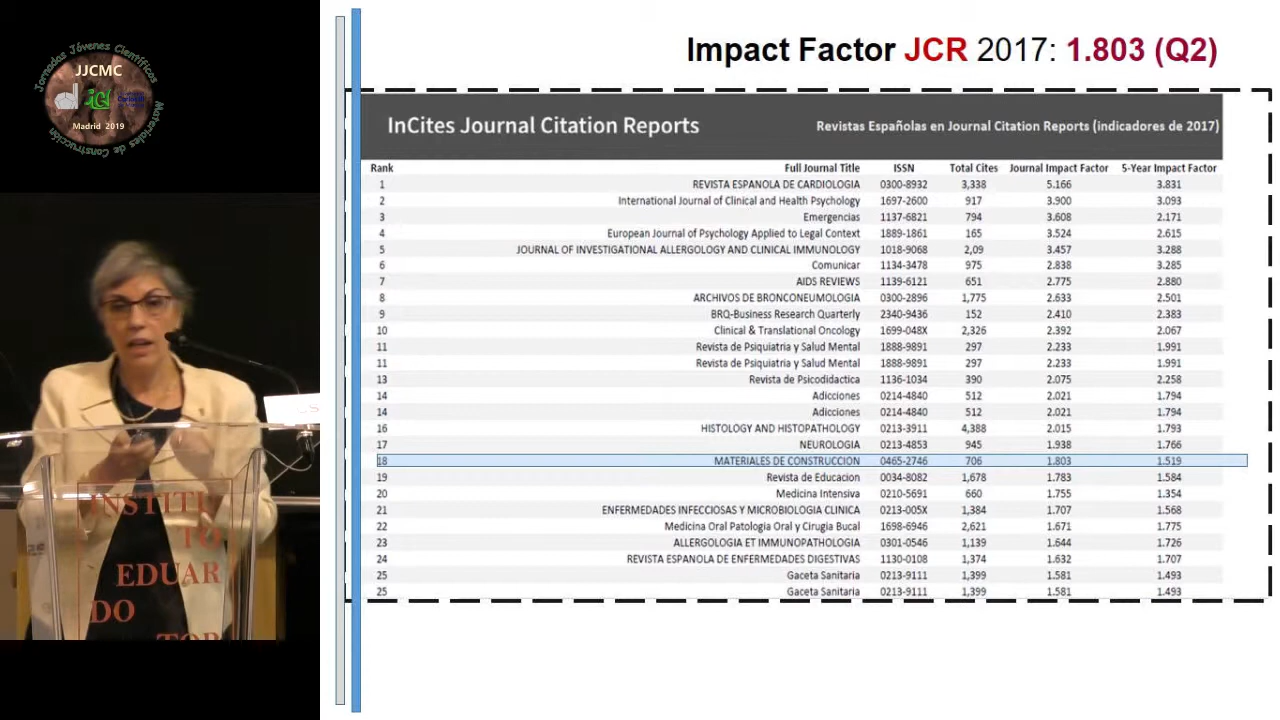 Jornadas Jóvenes Científicos
JJCMC
Madrid 2019
Materiales de Construcción
INSTITU
TO
EDUAR
DO
TOR
Impact Factor JCR 2017: 1.803 (Q2)
InCites Journal Citation Reports Revistas Españolas en Journal Citation Reports (indicadores de 2017)
Rank Full Journal Title ISSN Total Cites Journal Impact Factor 5-Year Impact Factor
1 REVISTA ESPANOLA DE CARDIOLOGIA 0300-8932 3,338 5.166 3.831
2 International Journal of Clinical and Health Psychology 1697-2600 917 3.900 3.093
3 Emergencias 1137-6821 794 3.608 2.171
4 European Journal of Psychology Applied to Legal Context 1889-1861 165 3.524 2.615
5 JOURNAL OF INVESTIGATIONAL ALLERGOLOGY AND CLINICAL IMMUNOLOGY 1018-9068 2,09 3.457 3.288
6 Comunicar 1134-3478 975 2.838 3.285
7 AIDS REVIEWS 1139-6121 651 2.775 2.880
8 ARCHIVOS DE BRONCONEUMOLOGIA 0300-2896 1,775 2.633 2.501
9 BRQ-Business Research Quarterly 2340-9436 152 2.410 2.383
10 Clinical & Translational Oncology 1699-048X 2,326 2.392 2.067
11 Revista de Psiquiatria y Salud Mental 1888-9891 297 2.233 1.991
11 Revista de Psiquiatria y Salud Mental 1888-9891 297 2.233 1.991
13 Revista de Psicodidactica 1136-1034 390 2.075 2.258
14 Adicciones 0214-4840 512 2.021 1.794
14 Adicciones 0214-4840 512 2.021 1.794
16 HISTOLOGY AND HISTOPATHOLOGY 0213-3911 4,388 2.015 1.793
17 NEUROLOGIA 0213-4853 945 1.938 1.766
18 MATERIALES DE CONSTRUCCION 0465-2746 706 1.803 1.519
19 Revista de Educacion 0034-8082 1,678 1.783 1.584
20 Medicina Intensiva 0210-5691 660 1.755 1.354
21 ENFERMEDADES INFECCIOSAS Y MICROBIOLOGIA CLINICA 0213-005X 1,384 1.707 1.568
22 Medicina Oral Patologia Oral y Cirugia Bucal 1698-6946 2,621 1.671 1.775
23 ALLERGOLOGIA ET IMMUNOPATHOLOGIA 0301-0546 1,139 1.644 1.726
24 REVISTA ESPANOLA DE ENFERMEDADES DIGESTIVAS 1130-0108 1,374 1.632 1.707
25 Gaceta Sanitaria 0213-9111 1,399 1.581 1.493
25 Gaceta Sanitaria 0213-9111 1,399 1.581 1.493